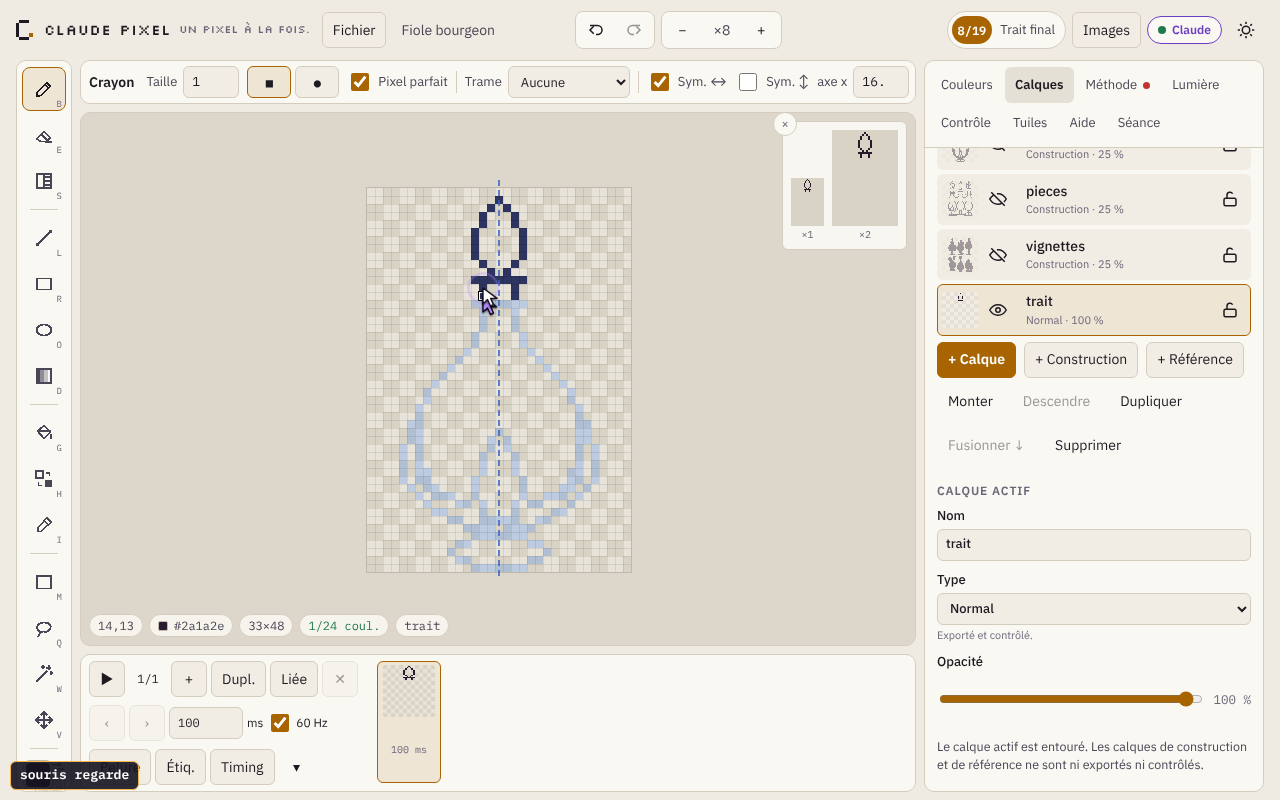 CLAUDE PIXEL UN PIXEL À LA FOIS. Fichier Fiole bourgeon − ×8 + 8/19 Trait final Images Claude
Crayon Taille 1 Pixel parfait Trame Aucune Sym. ↔ Sym. ↕ axe x 16.
B
E
S
L
R
O
D
G
H
I
M
Q
W
V
×
×1 ×2
14,13 #2a1a2e 33×48 1/24 coul. trait
1/1 + Dupl. Liée ×
‹ › 100 ms 60 Hz
Étiq. Timing ▼
100 ms
souris regarde
Couleurs Calques Méthode Lumière
Contrôle Tuiles Aide Séance
Construction · 25 %
pieces
Construction · 25 %
vignettes
Construction · 25 %
trait
Normal · 100 %
+ Calque + Construction + Référence
Monter Descendre Dupliquer
Fusionner ↓ Supprimer
CALQUE ACTIF
Nom
trait
Type
Normal
Exporté et contrôlé.
Opacité
100 %
Le calque actif est entouré. Les calques de construction
et de référence ne sont ni exportés ni contrôlés.